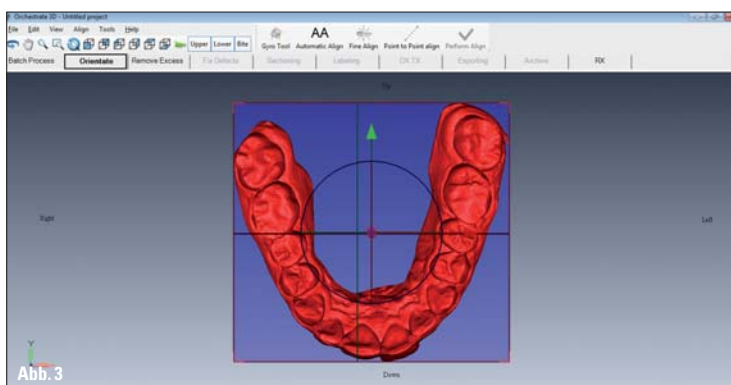 Orchestrate 3D - Untitled project
File Edit View Align Tools Help
Upper Lower Bite
Gyro Tool Automatic Align Fine Align Point to Point align Perform Align
Batch Process Orientate Remove Excess Fix Defects Sectioning Labeling DX TX Exporting Archive RX
Right
Left
Down
Y
Abb. 3